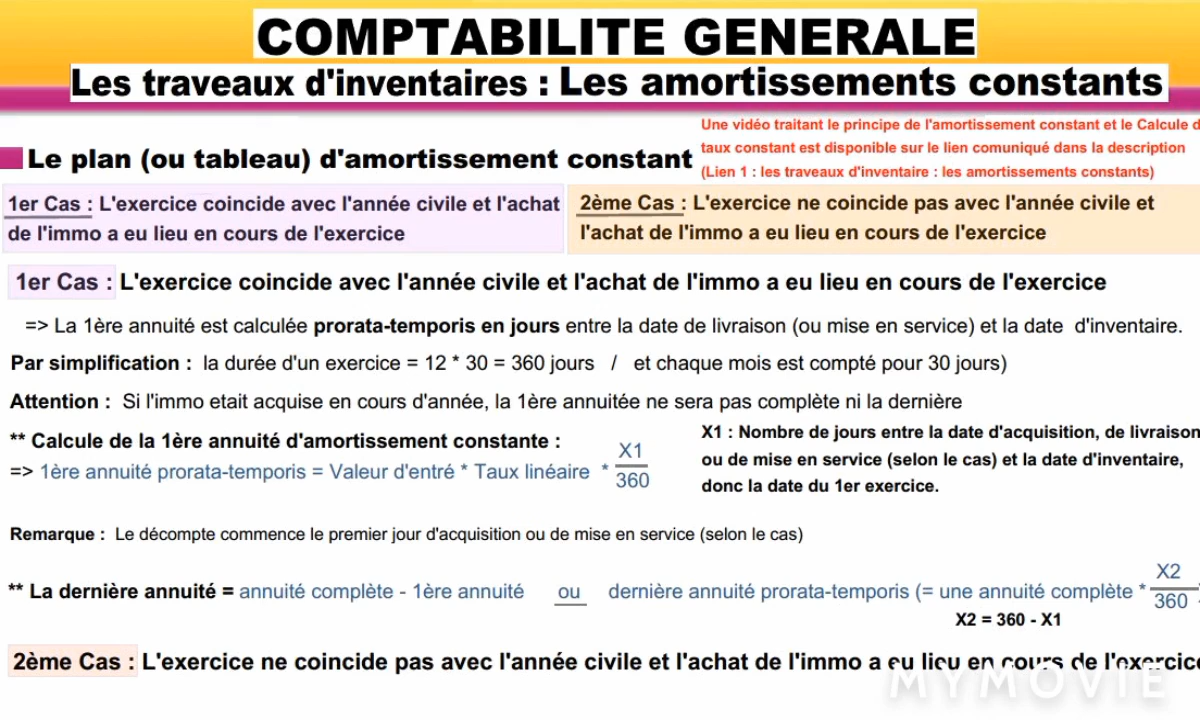 COMPTABILITE GENERALE
Les traveaux d'inventaires : Les amortissements constants
Une vidéo traitant le principe de l'amortissement constant et le Calcule d
taux constant est disponible sur le lien comuniqué dans la description
(Lien 1 : les traveaux d'inventaire : les amortissements constants)
Le plan (ou tableau) d'amortissement constant
1er Cas : L'exercice coincide avec l'année civile et l'achat
de l'immo a eu lieu en cours de l'exercice
2ème Cas : L'exercice ne coincide pas avec l'année civile et
l'achat de l'immo a eu lieu en cours de l'exercice
1er Cas : L'exercice coincide avec l'année civile et l'achat de l'immo a eu lieu en cours de l'exercice
=> La 1ère annuité est calculée prorata-temporis en jours entre la date de livraison (ou mise en service) et la date d'inventaire.
Par simplification : la durée d'un exercice = 12 * 30 = 360 jours / et chaque mois est compté pour 30 jours)
Attention : Si l'immo etait acquise en cours d'année, la 1ère annuitée ne sera pas complète ni la dernière
** Calcule de la 1ère annuité d'amortissement constante :
=> 1ère annuité prorata-temporis = Valeur d'entré * Taux linéaire * X1
360
X1 : Nombre de jours entre la date d'acquisition, de livraison
ou de mise en service (selon le cas) et la date d'inventaire,
donc la date du 1er exercice.
Remarque : Le décompte commence le premier jour d'acquisition ou de mise en service (selon le cas)
** La dernière annuité = annuité complète - 1ère annuité ou dernière annuité prorata-temporis (= une annuité complète * X2
360
X2 = 360 - X1
2ème Cas : L'exercice ne coincide pas avec l'année civile et l'achat de l'immo a eu lieu en cours de l'exercice
MYMOVIE